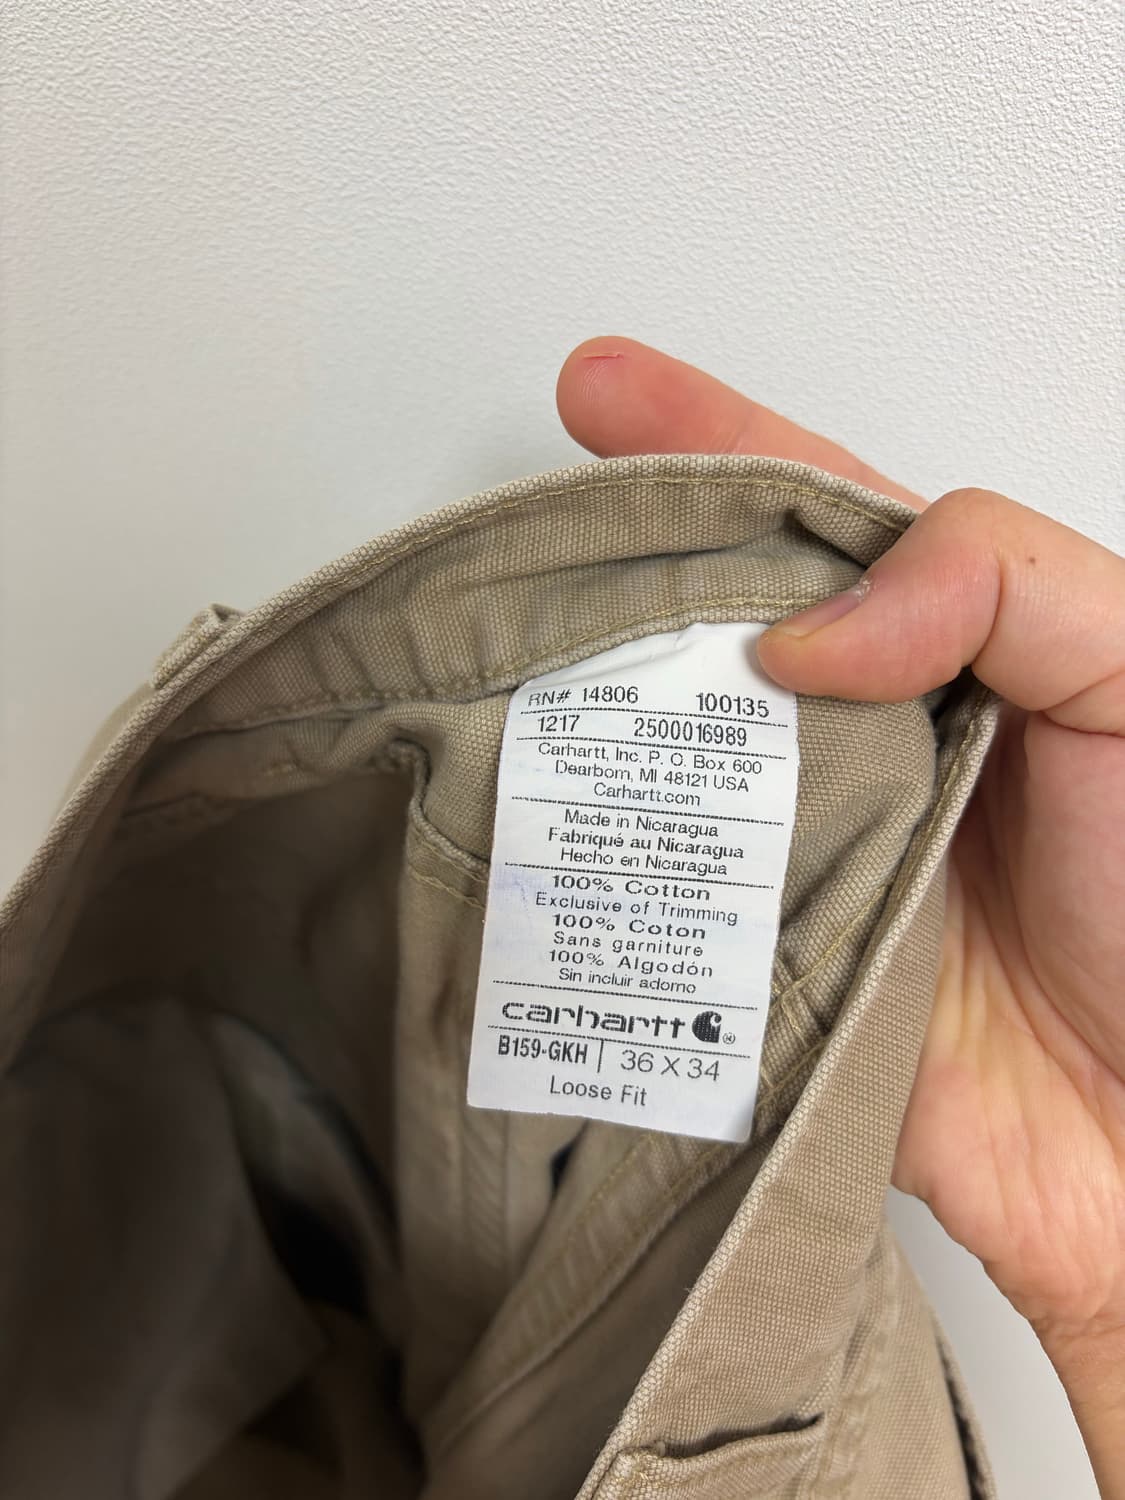 RN# 14806 100135
1217 2500016989
Carhartt, Inc. P. O. Box 600
Dearborn, MI 48121 USA
Carhartt.com
Made in Nicaragua
Fabriqué au Nicaragua
Hecho en Nicaragua
100% Cotton
Exclusive of Trimming
100% Coton
Sans garniture
100% Algodón
Sin incluir adorno
carhartt ®
B159-GKH | 36 X 34
Loose Fit